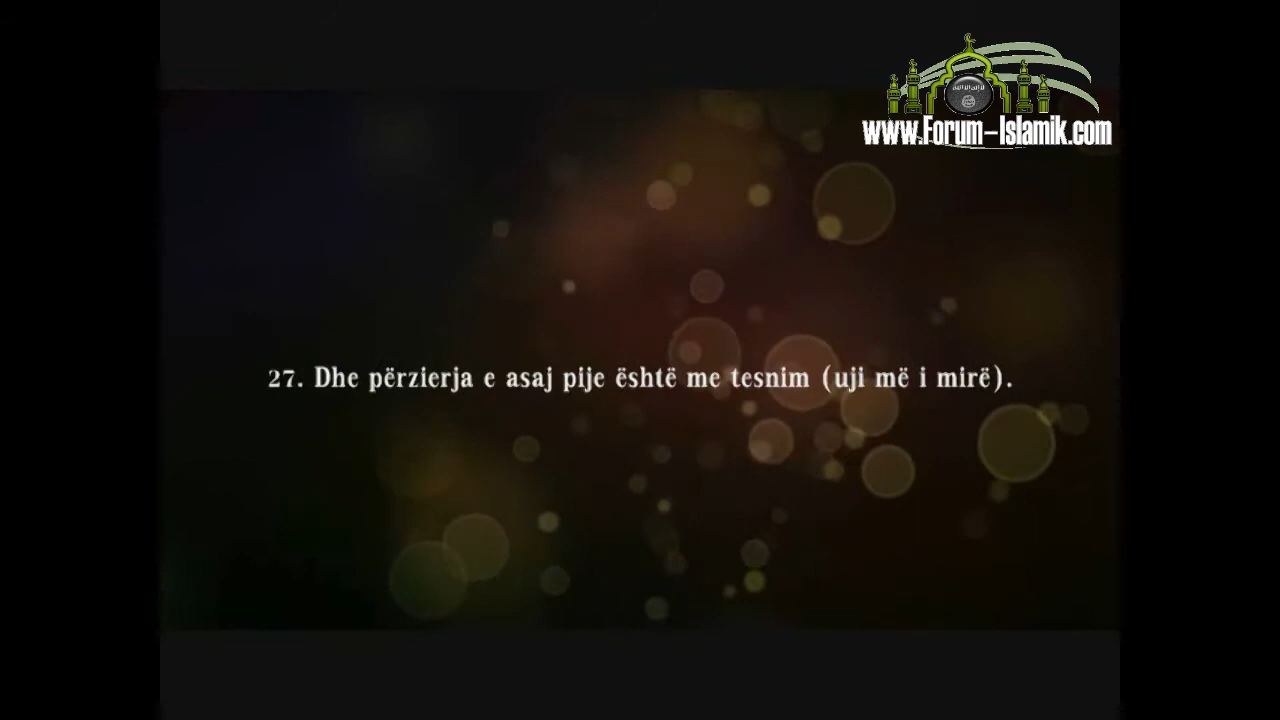 www.Forum-Islamik.com
27. Dhe përzierja e asaj pije është me tesnim (uji më i mirë).